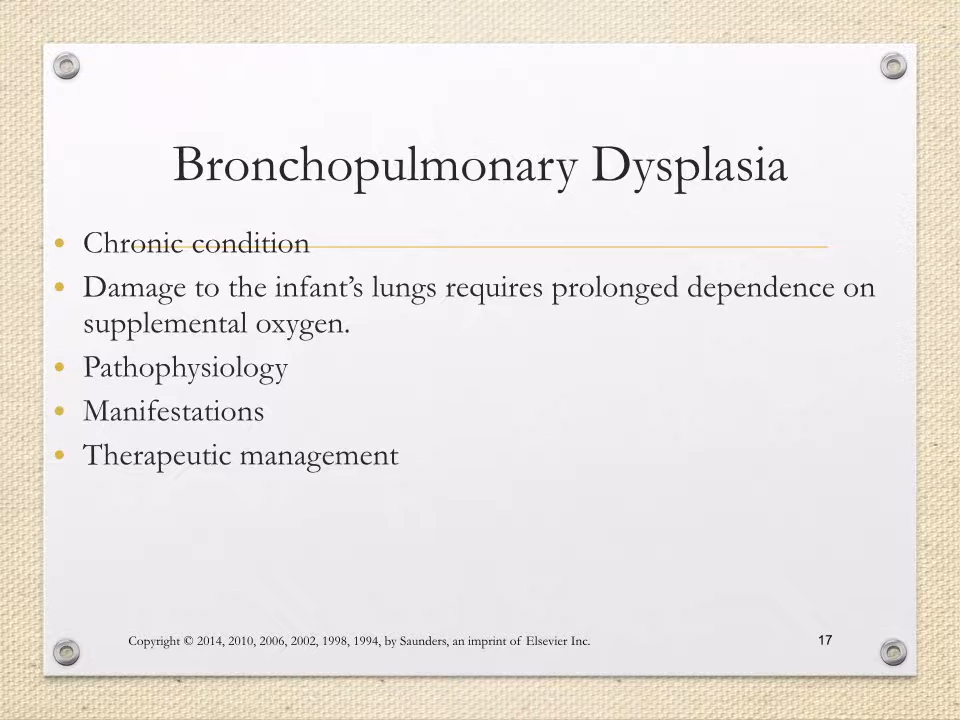 Bronchopulmonary Dysplasia
• Chronic condition
• Damage to the infant’s lungs requires prolonged dependence on
supplemental oxygen.
• Pathophysiology
• Manifestations
• Therapeutic management
Copyright © 2014, 2010, 2006, 2002, 1998, 1994, by Saunders, an imprint of Elsevier Inc.
17